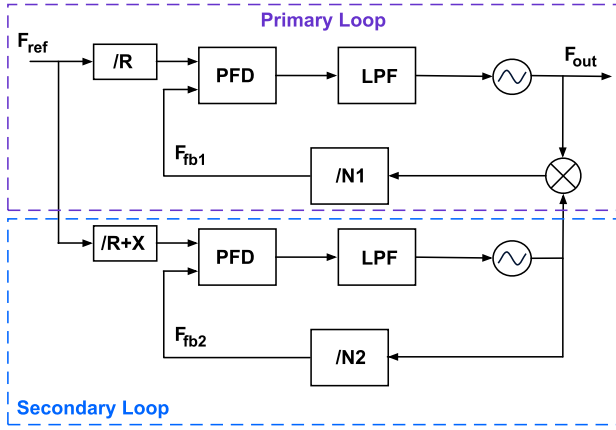 Primary Loop
Fref
/R
PFD
LPF
Fout
Ffb1
/N1
/R+X
PFD
LPF
Ffb2
/N2
Secondary Loop